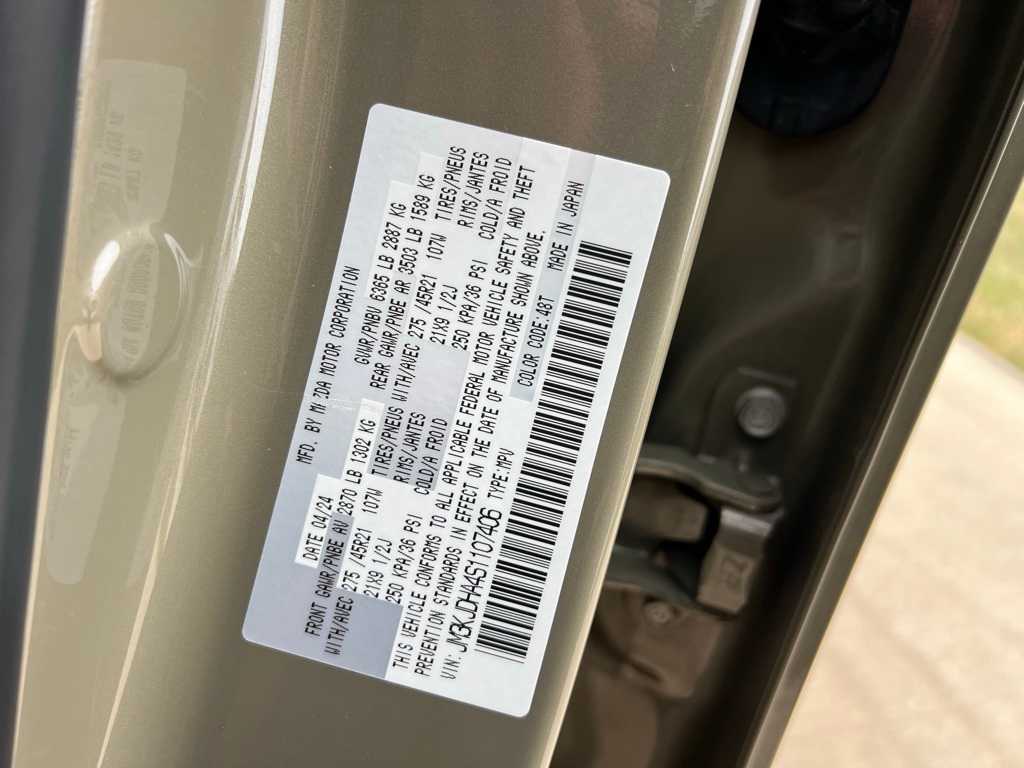 MFD. BY MAZDA MOTOR CORPORATION
DATE 04/24 GVWR/PNBV 6365 LB 2887 KG
FRONT GAWR/PNBE AV 2870 LB 1302 KG REAR GAWR/PNBE AR 3503 LB 1589 KG
WITH/AVEC 275 /45R21 107W TIRES/PNEUS WITH/AVEC 275 /45R21 107W TIRES/PNEUS
21X9 1/2J RIMS/JANTES 21X9 1/2J RIMS/JANTES
250 KPA/36 PSI COLD/A FROID 250 KPA/36 PSI COLD/A FROID
THIS VEHICLE CONFORMS TO ALL APPLICABLE FEDERAL MOTOR VEHICLE SAFETY AND THEFT
PREVENTION STANDARDS IN EFFECT ON THE DATE OF MANUFACTURE SHOWN ABOVE.
VIN: JM3KJDHA4S1107406 TYPE:MPV COLOR CODE:48T MADE IN JAPAN